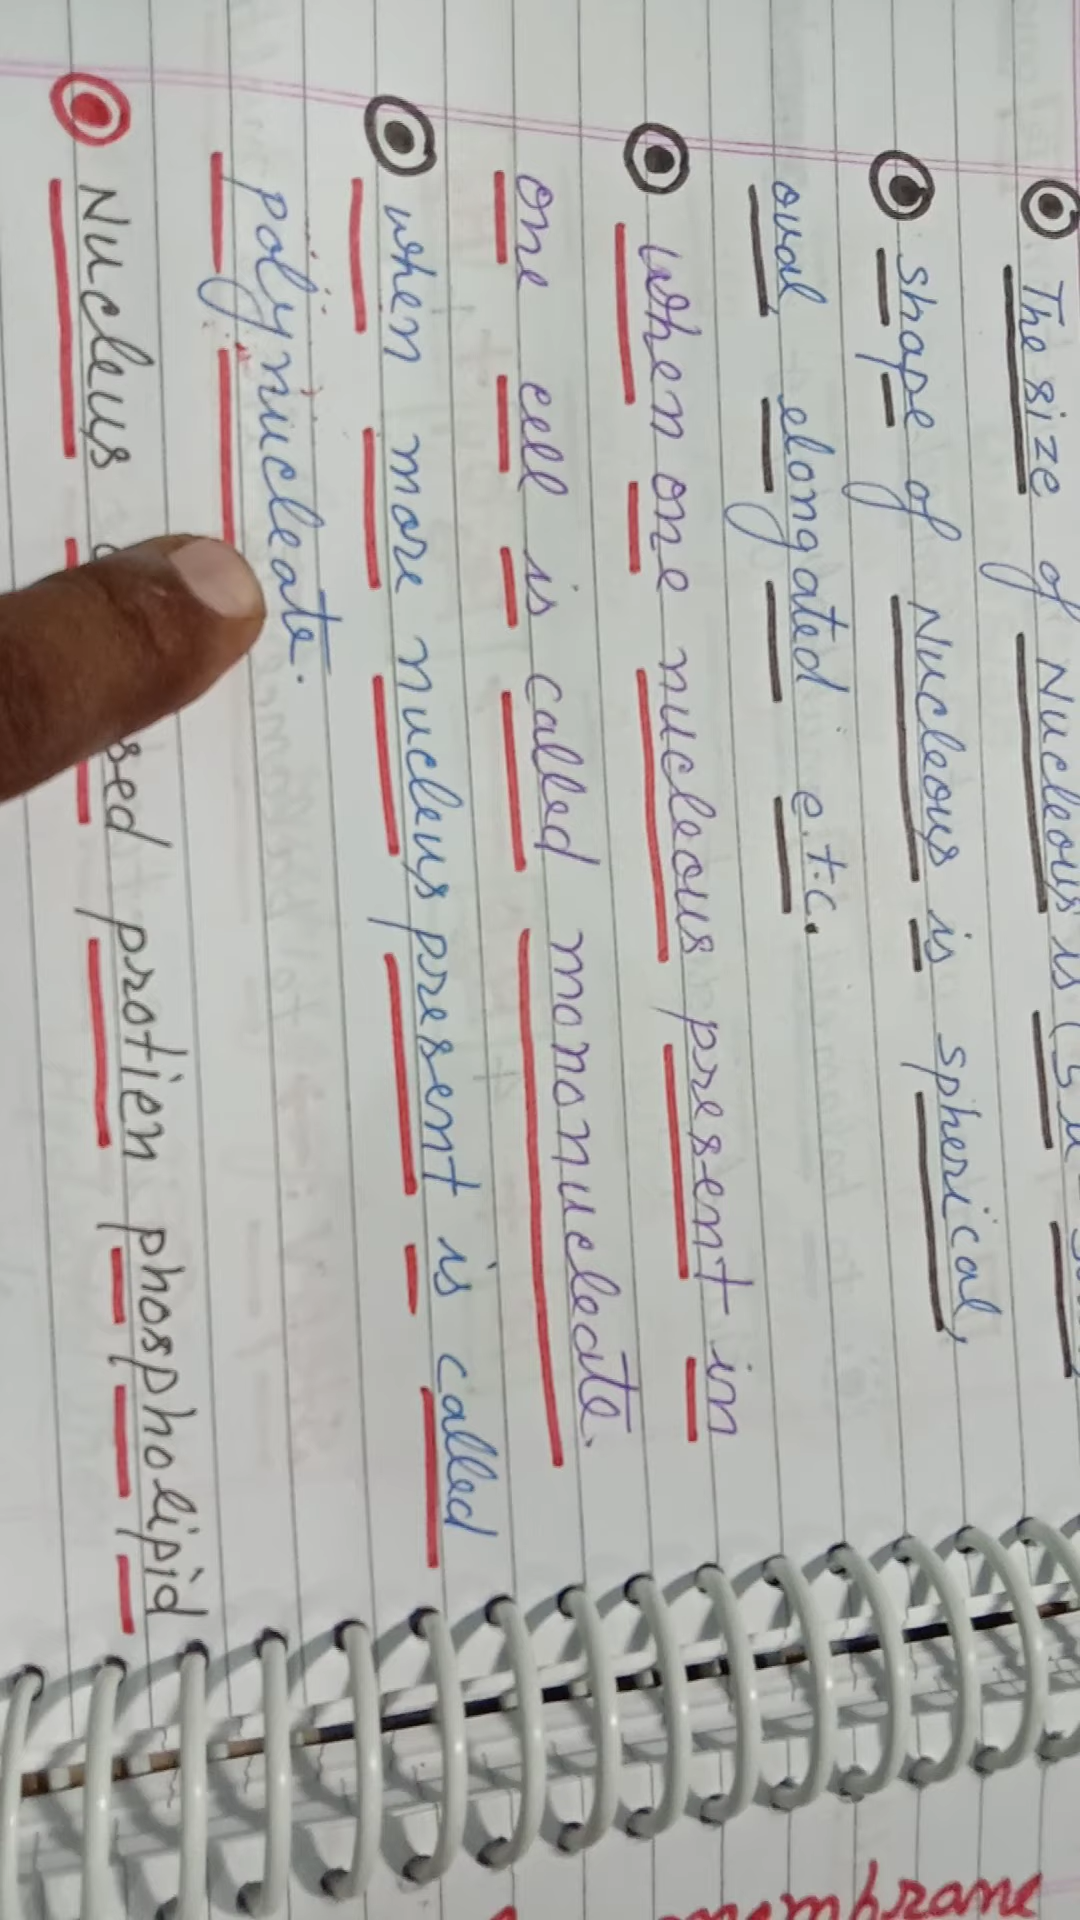 The size of Nucleous is (5
shape of Nucleous is spherical,
oval elongated e.t.c.
when one nucleous present in
one cell is called mononucleate.
when more nucleus present is called
polynucleate.
Nucleus protien phospholipid
membrane